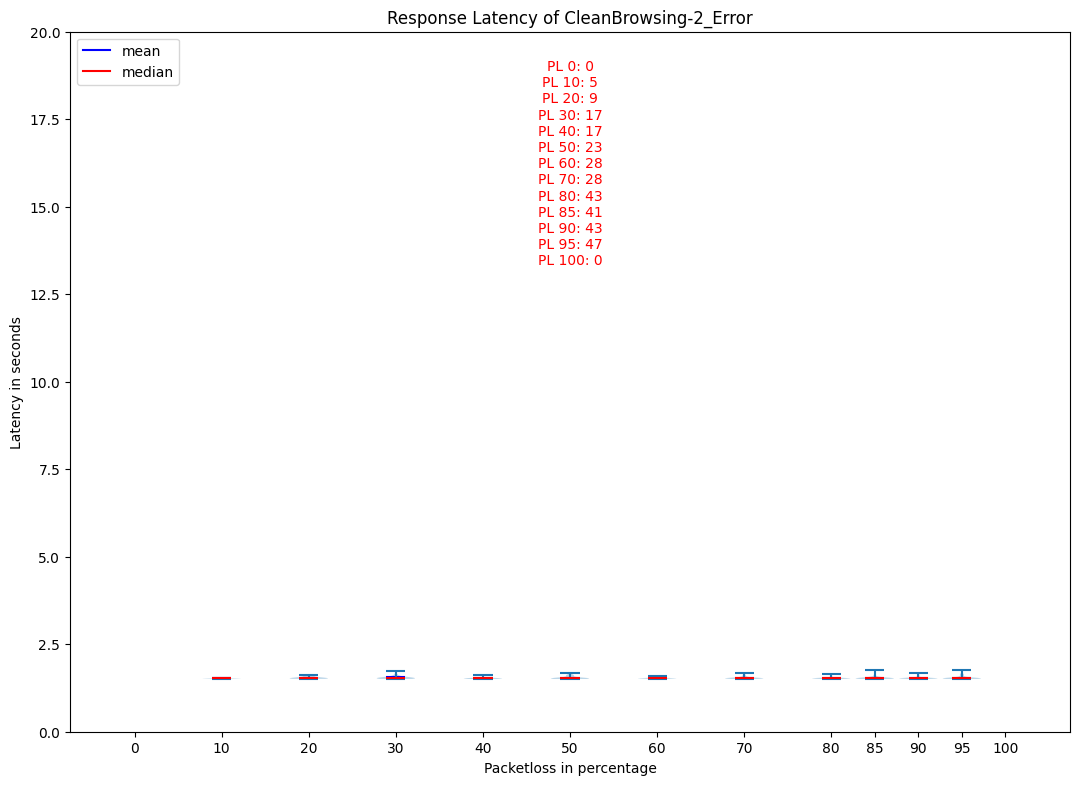 Response Latency of CleanBrowsing-2_Error
mean
median
PL 0: 0
PL 10: 5
PL 20: 9
PL 30: 17
PL 40: 17
PL 50: 23
PL 60: 28
PL 70: 28
PL 80: 43
PL 85: 41
PL 90: 43
PL 95: 47
PL 100: 0
Latency in seconds
20.0
17.5
15.0
12.5
10.0
7.5
5.0
2.5
0.0
0 10 20 30 40 50 60 70 80 85 90 95 100
Packetloss in percentage